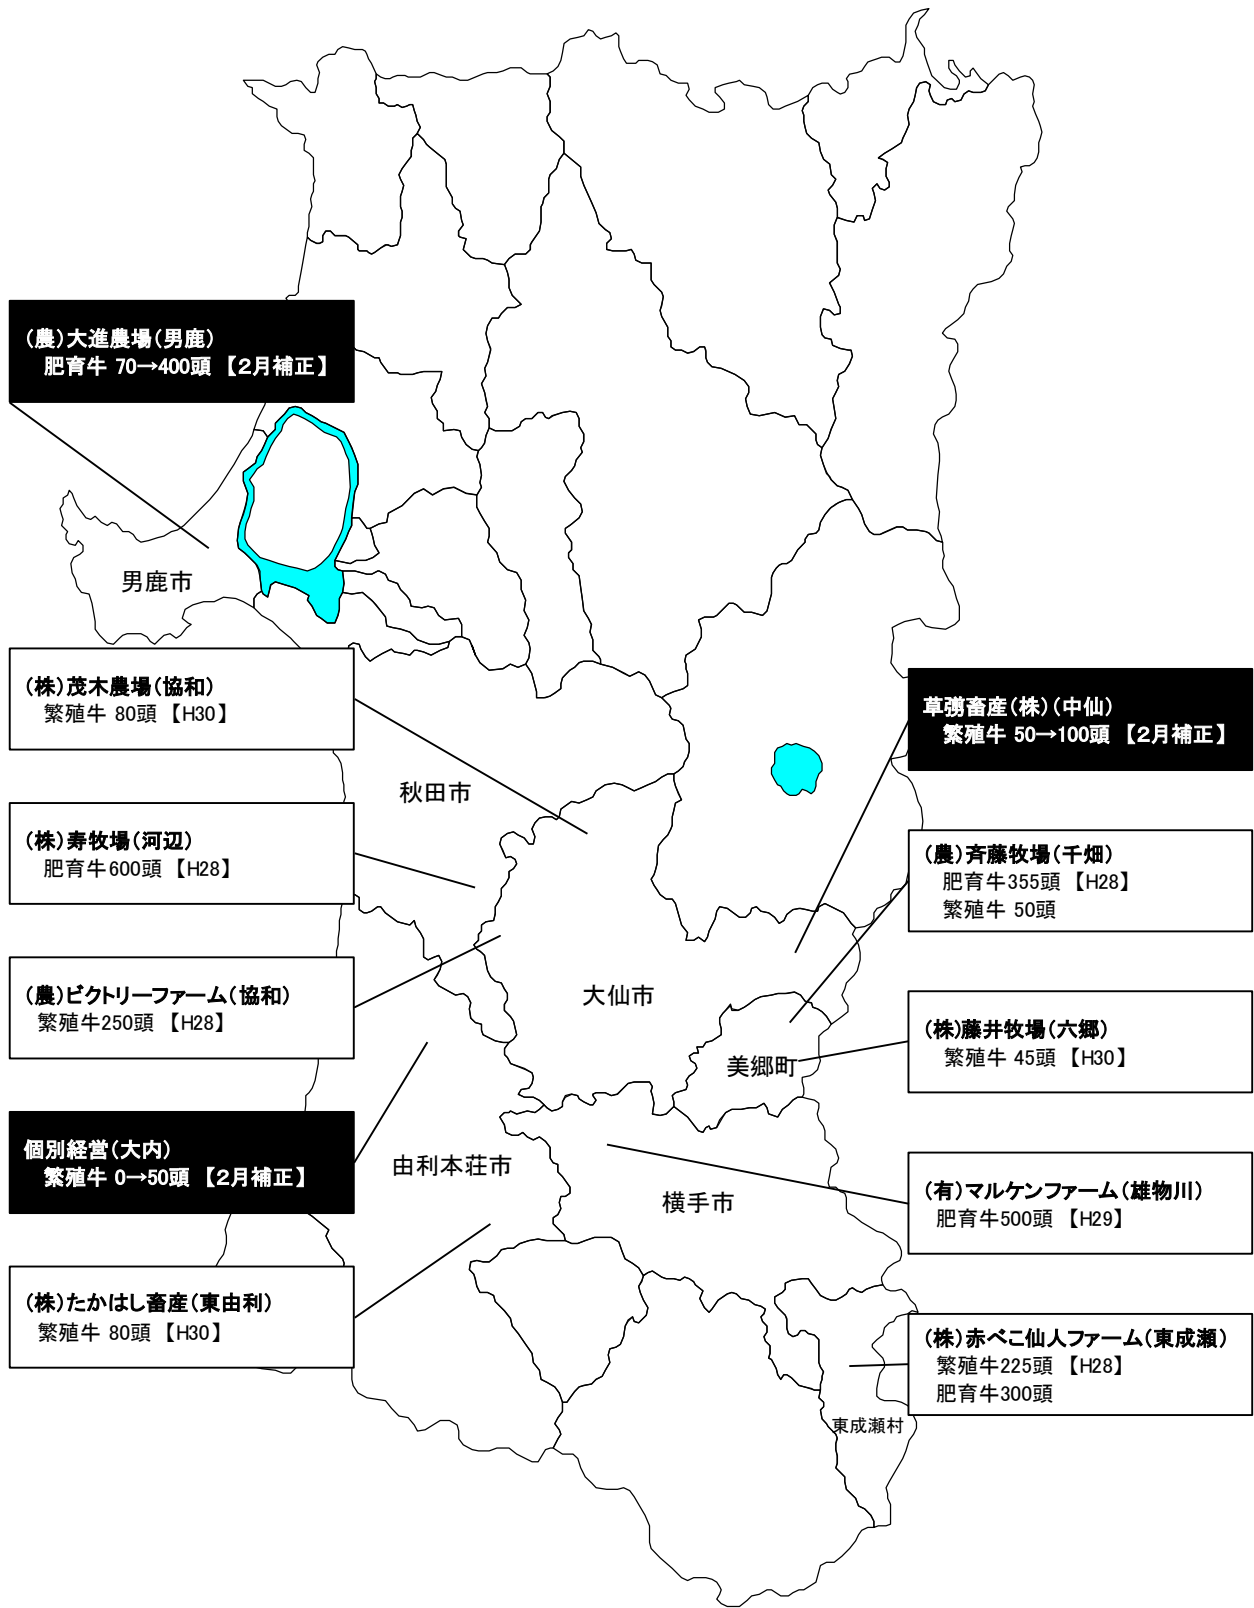 (農)大進農場(男鹿)
肥育牛 70→400頭 【2月補正】
男鹿市
(株)茂木農場(協和)
繁殖牛 80頭 【H30】
草彅畜産(株)(中仙)
繁殖牛 50→100頭 【2月補正】
秋田市
(株)寿牧場(河辺)
肥育牛600頭 【H28】
(農)斉藤牧場(千畑)
肥育牛355頭 【H28】
繁殖牛 50頭
(農)ビクトリーファーム(協和)
繁殖牛250頭 【H28】
大仙市
(株)藤井牧場(六郷)
繁殖牛 45頭 【H30】
美郷町
個別経営(大内)
繁殖牛 0→50頭 【2月補正】
由利本荘市
横手市
(有)マルケンファーム(雄物川)
肥育牛500頭 【H29】
(株)たかはし畜産(東由利)
繁殖牛 80頭 【H30】
(株)赤べこ仙人ファーム(東成瀬)
繁殖牛225頭 【H28】
肥育牛300頭
東成瀬村